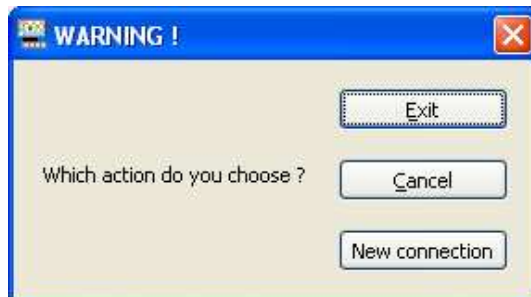 WARNING !
Exit
Which action do you choose ?
Cancel
New connection